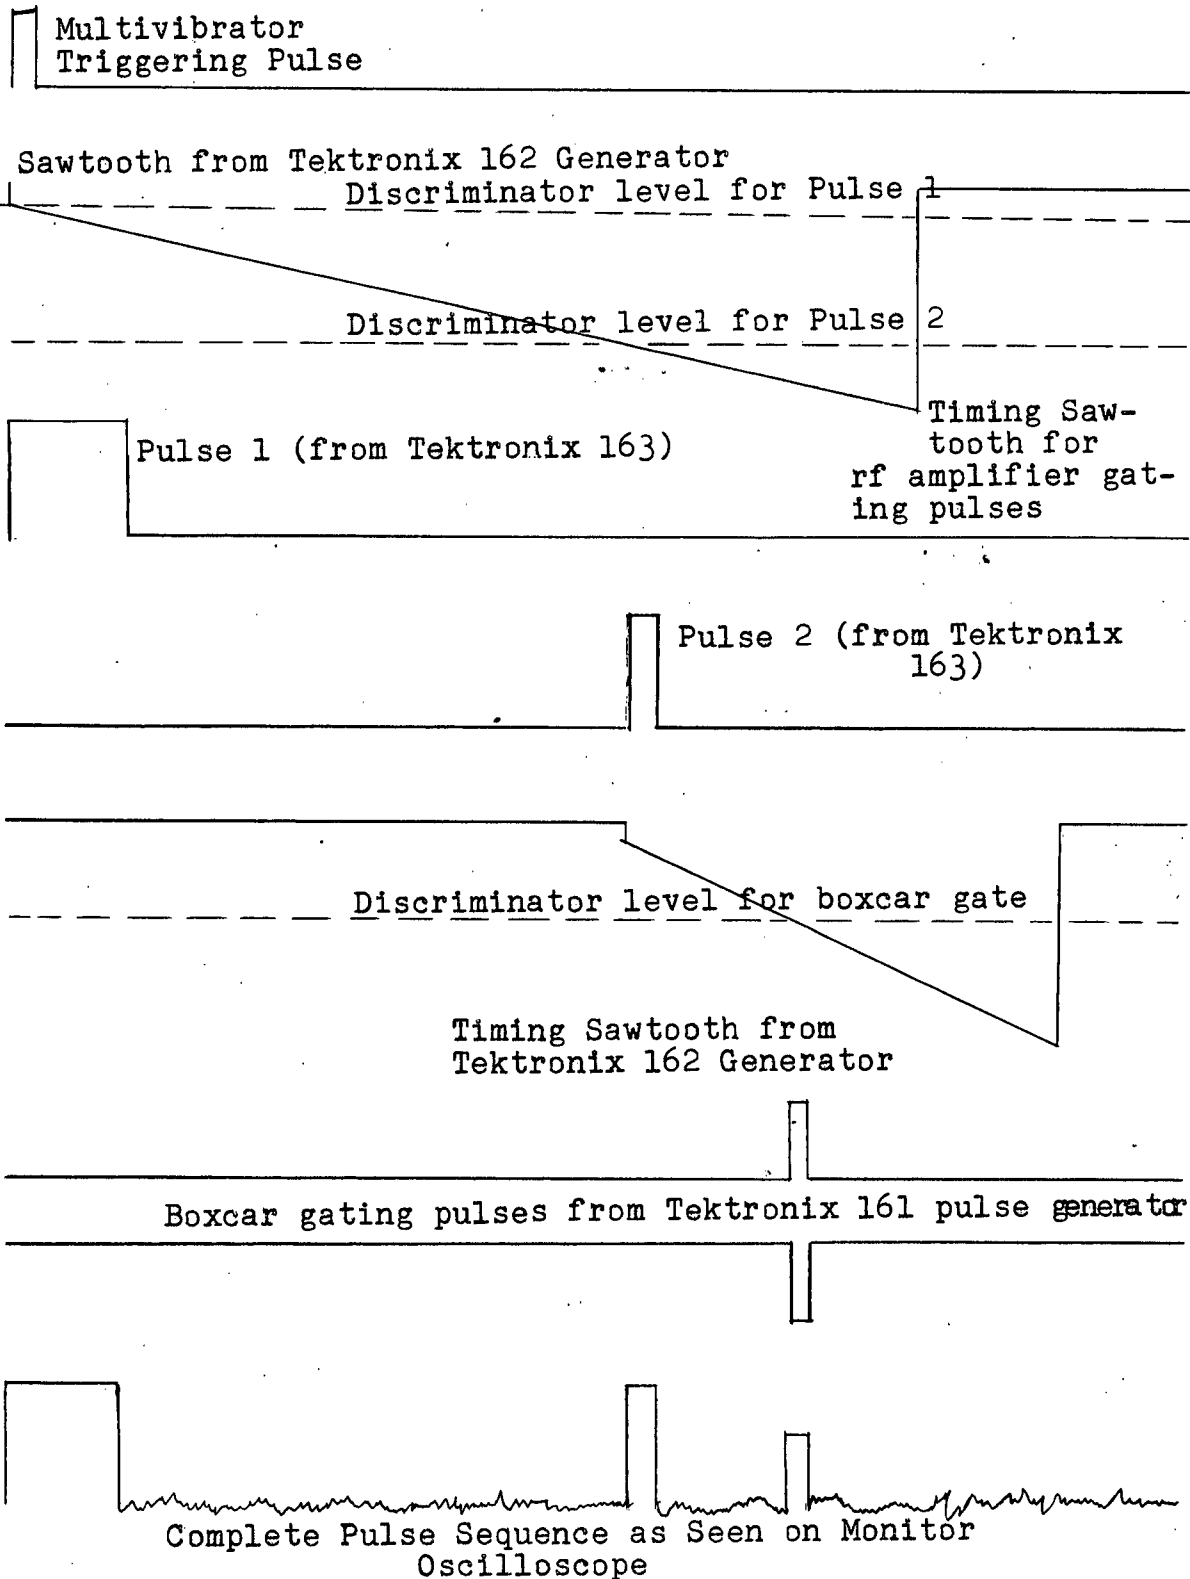 Multivibrator
Triggering Pulse
Sawtooth from Tektronix 162 Generator
Discriminator level for Pulse 1
Discriminator level for Pulse 2
Timing Saw-
tooth for
rf amplifier gat-
ing pulses
Pulse 1 (from Tektronix 163)
Pulse 2 (from Tektronix
163)
Discriminator level for boxcar gate
Timing Sawtooth from
Tektronix 162 Generator
Boxcar gating pulses from Tektronix 161 pulse generator
Complete Pulse Sequence as Seen on Monitor
Oscilloscope